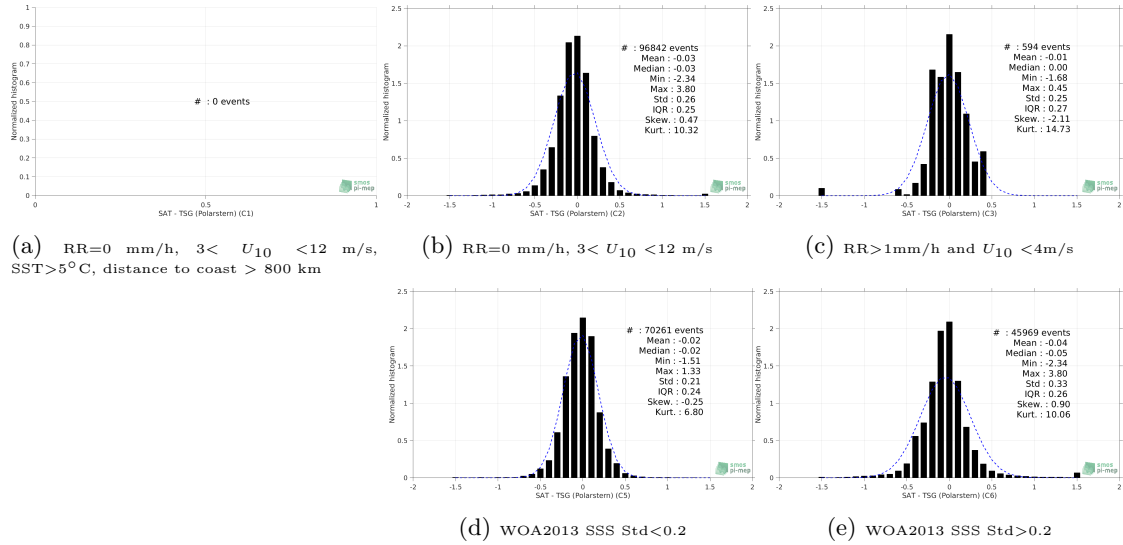 1
0.9
0.8
0.7
0.6
0.5
0.4
0.3
0.2
0.1
0
Normalized histogram
# : 0 events
smos
pi-mep
0 1
SAT - TSG (Polarstern) (C1)
(a) RR=0 mm/h, 3< U10 <12 m/s,
SST>5°C, distance to coast > 800 km
2.5
2
1.5
1
0.5
0
Normalized histogram
# : 96842 events
Mean : -0.03
Median : -0.03
Min : -2.34
Max : 3.80
Std : 0.26
IQR : 0.25
Skew. : 0.47
Kurt. : 10.32
smos
pi-mep
-2 -1.5 -1 -0.5 0 0.5 1 1.5 2
SAT - TSG (Polarstern) (C2)
(b) RR=0 mm/h, 3< U10 <12 m/s
2.5
2
1.5
1
0.5
0
Normalized histogram
# : 594 events
Mean : -0.01
Median : 0.00
Min : -1.68
Max : 0.45
Std : 0.25
IQR : 0.27
Skew. : -2.11
Kurt. : 14.73
smos
pi-mep
-2 -1.5 -1 -0.5 0 0.5 1 1.5 2
SAT - TSG (Polarstern) (C3)
(c) RR>1mm/h and U10 <4m/s
2.5
2
1.5
1
0.5
0
Normalized histogram
# : 70261 events
Mean : -0.02
Median : -0.02
Min : -1.51
Max : 1.33
Std : 0.21
IQR : 0.24
Skew. : -0.25
Kurt. : 6.80
smos
pi-mep
-2 -1.5 -1 -0.5 0 0.5 1 1.5 2
SAT - TSG (Polarstern) (C5)
(d) WOA2013 SSS Std<0.2
2.5
2
1.5
1
0.5
0
Normalized histogram
# : 45969 events
Mean : -0.04
Median : -0.05
Min : -2.34
Max : 3.80
Std : 0.33
IQR : 0.26
Skew. : 0.90
Kurt. : 10.06
smos
pi-mep
-2 -1.5 -1 -0.5 0 0.5 1 1.5 2
SAT - TSG (Polarstern) (C6)
(e) WOA2013 SSS Std>0.2